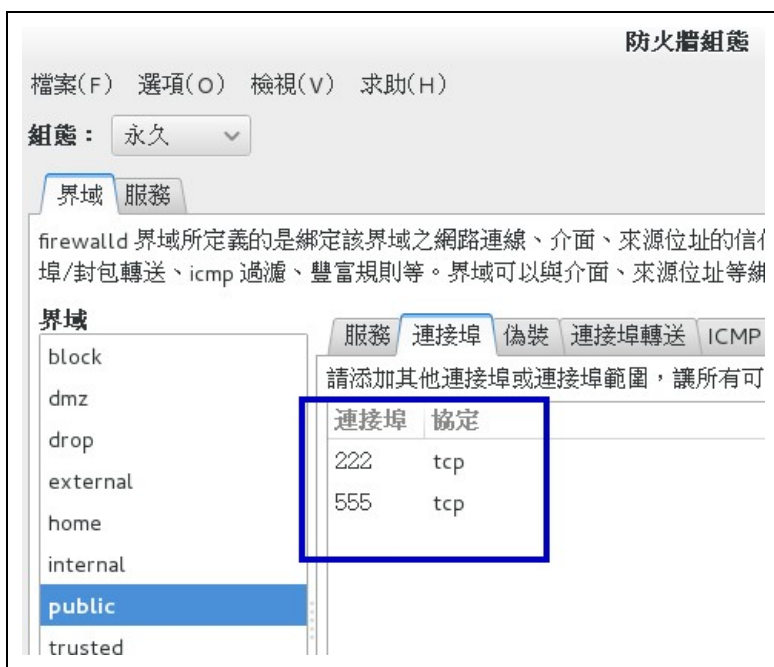 防火牆組態
檔案(F) 選項(O) 檢視(V) 求助(H)
組態： 永久
界域 服務
firewalld 界域所定義的是綁定該界域之網路連線、介面、來源位址的信
埠/封包轉送、icmp 過濾、豐富規則等。界域可以與介面、來源位址等綁
界域
block
dmz
drop
external
home
internal
public
trusted
服務 連接埠 偽裝 連接埠轉送 ICMP
請添加其他連接埠或連接埠範圍，讓所有可
連接埠 協定
222 tcp
555 tcp